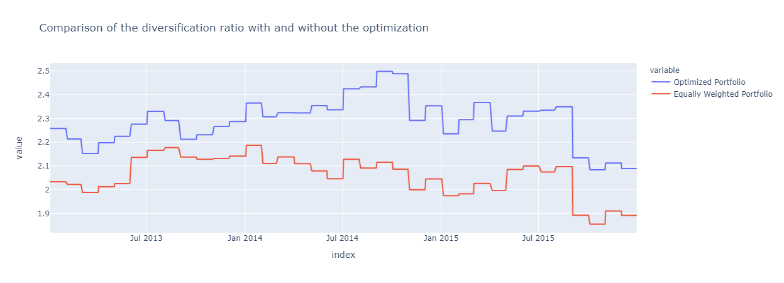 Comparison of the diversification ratio with and without the optimization
variable
Optimized Portfolio
Equally Weighted Portfolio
value
2.5
2.4
2.3
2.2
2.1
2
1.9
Jul 2013
Jan 2014
Jul 2014
Jan 2015
Jul 2015
index